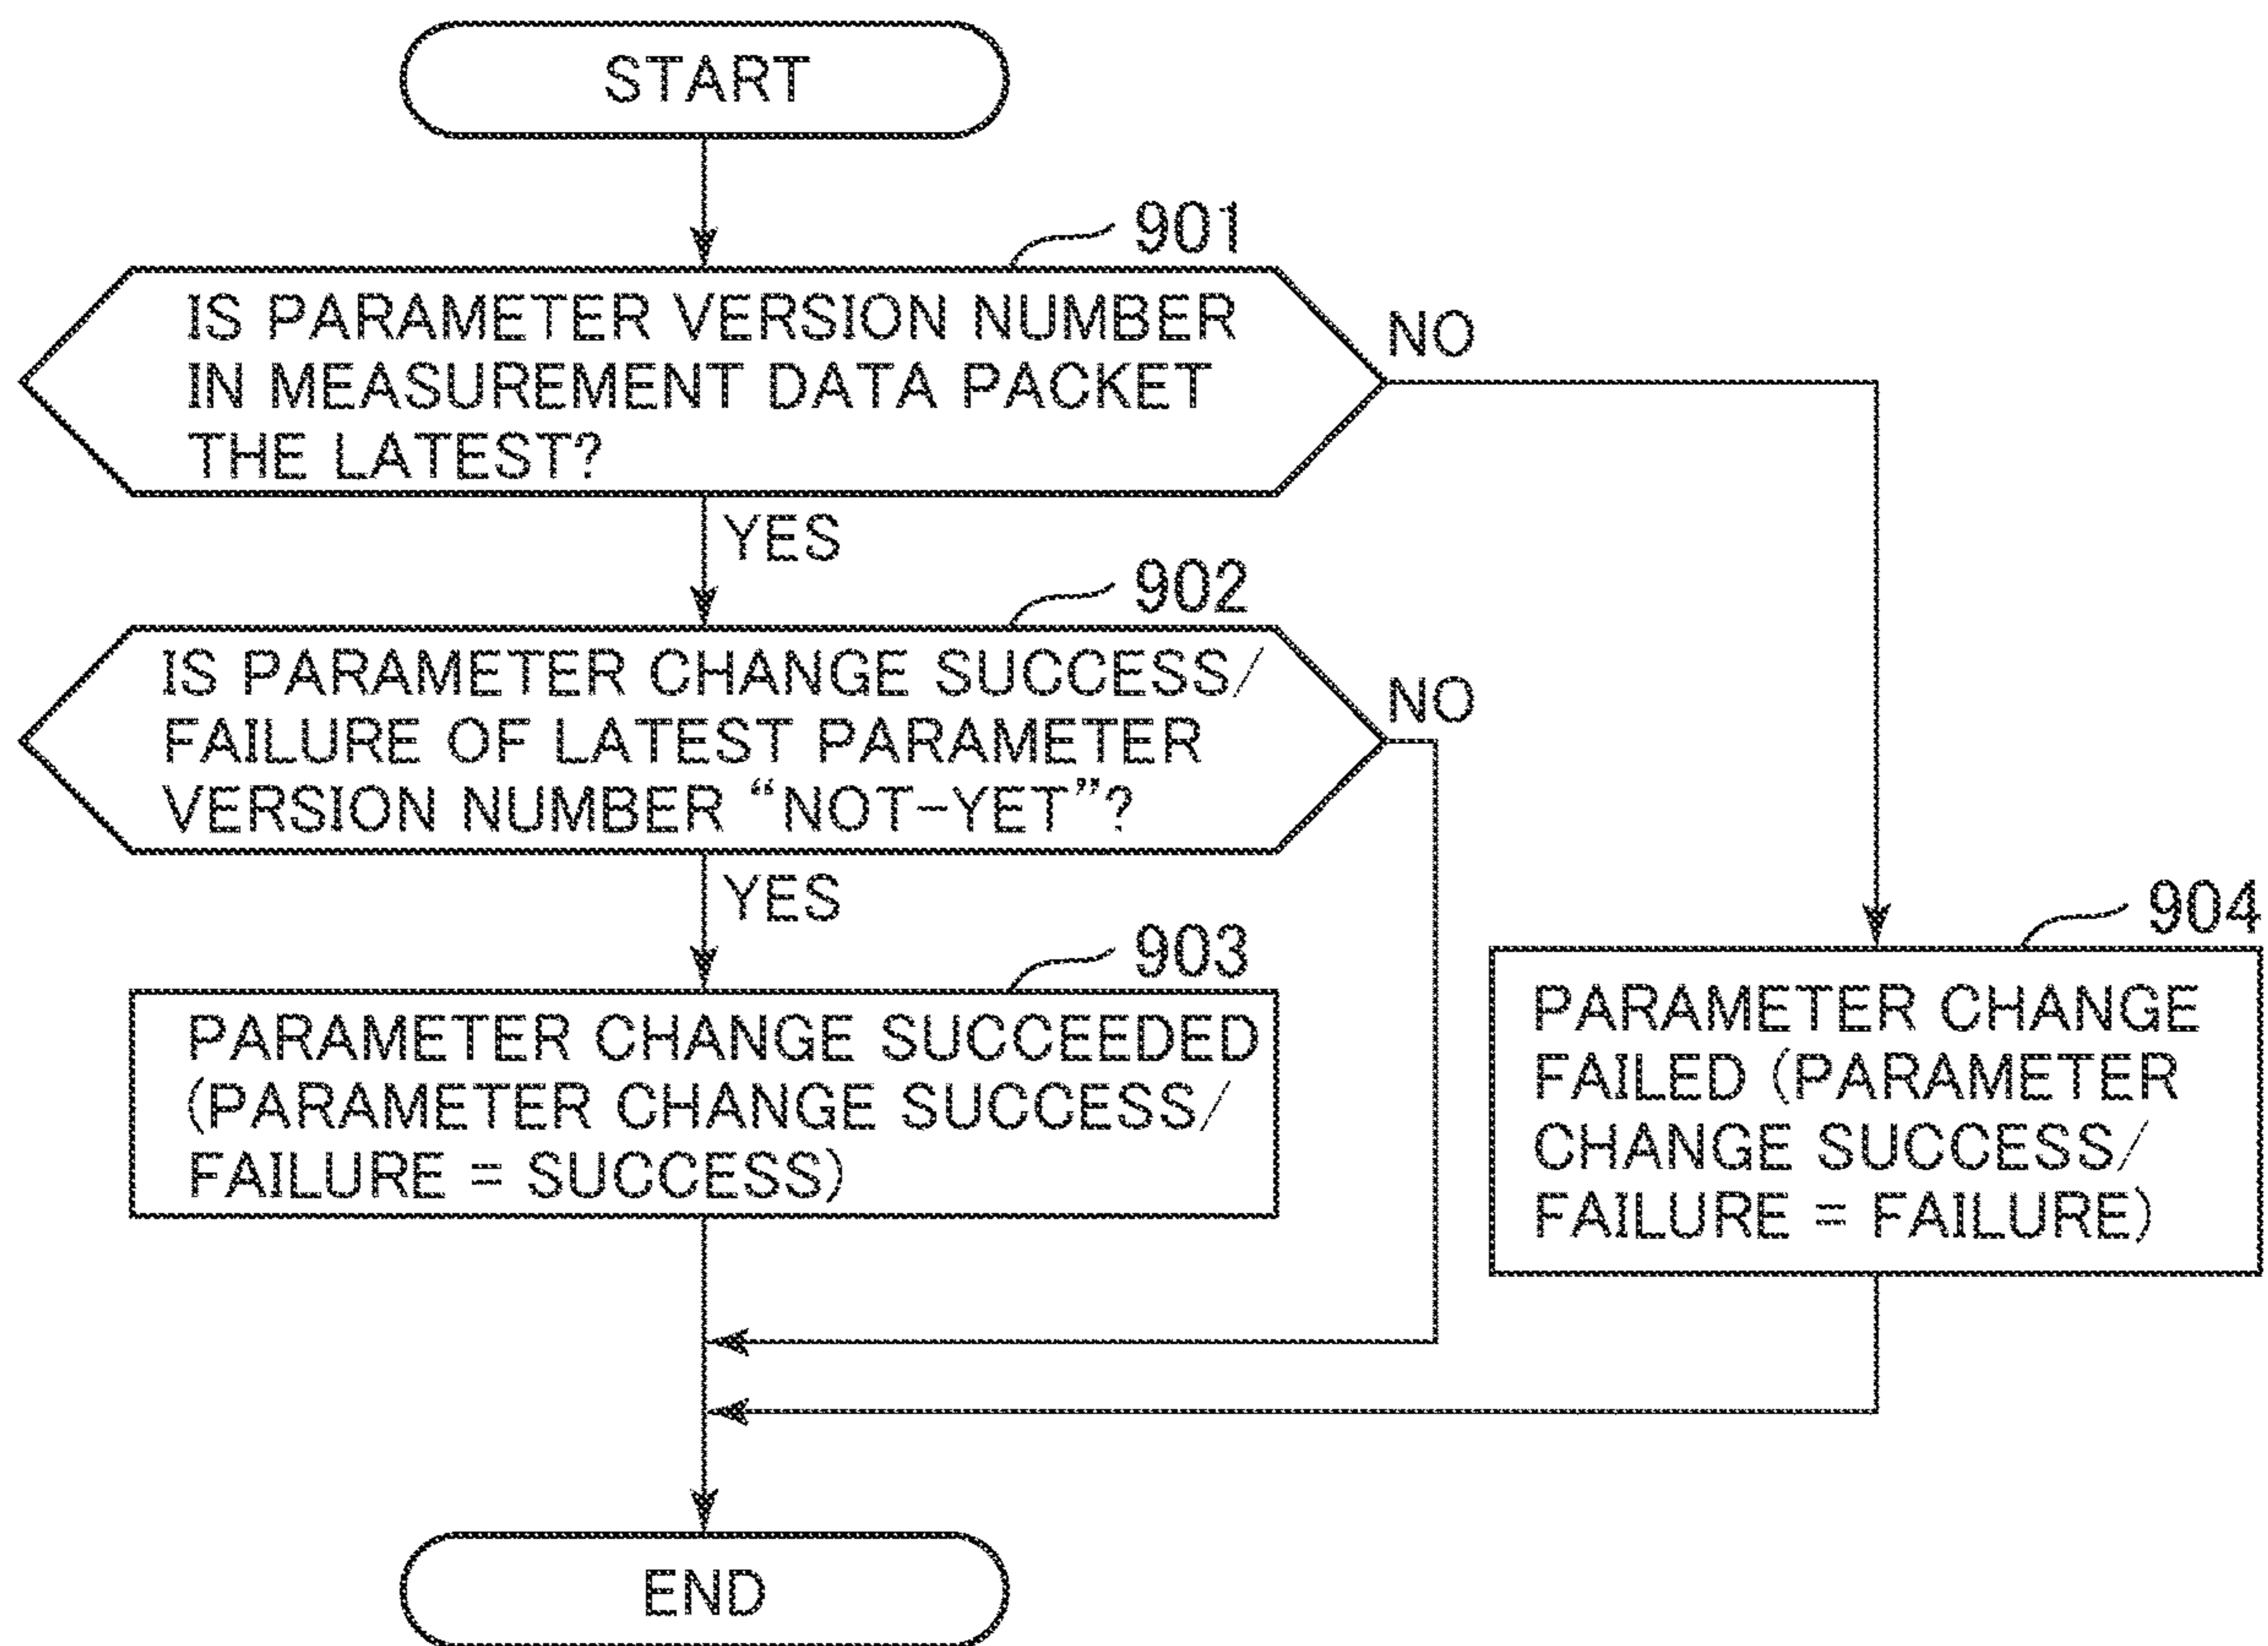 START
901
IS PARAMETER VERSION NUMBER
IN MEASUREMENT DATA PACKET
THE LATEST?
NO
YES
902
IS PARAMETER CHANGE SUCCESS/
FAILURE OF LATEST PARAMETER
VERSION NUMBER “NOT-YET”?
NO
YES
903
PARAMETER CHANGE SUCCEEDED
(PARAMETER CHANGE SUCCESS/
FAILURE = SUCCESS)
904
PARAMETER CHANGE
FAILED (PARAMETER
CHANGE SUCCESS/
FAILURE = FAILURE)
END